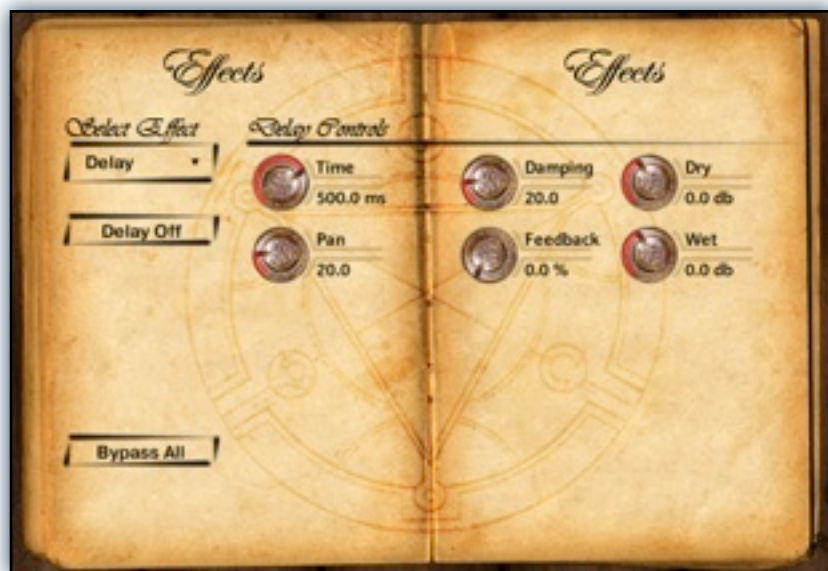 Effects
Select Effect
Delay
Delay Off
Bypass All
Delay Controls
Time
500.0 ms
Pan
20.0
Effects
Damping
20.0
Feedback
0.0 %
Dry
0.0 db
Wet
0.0 db